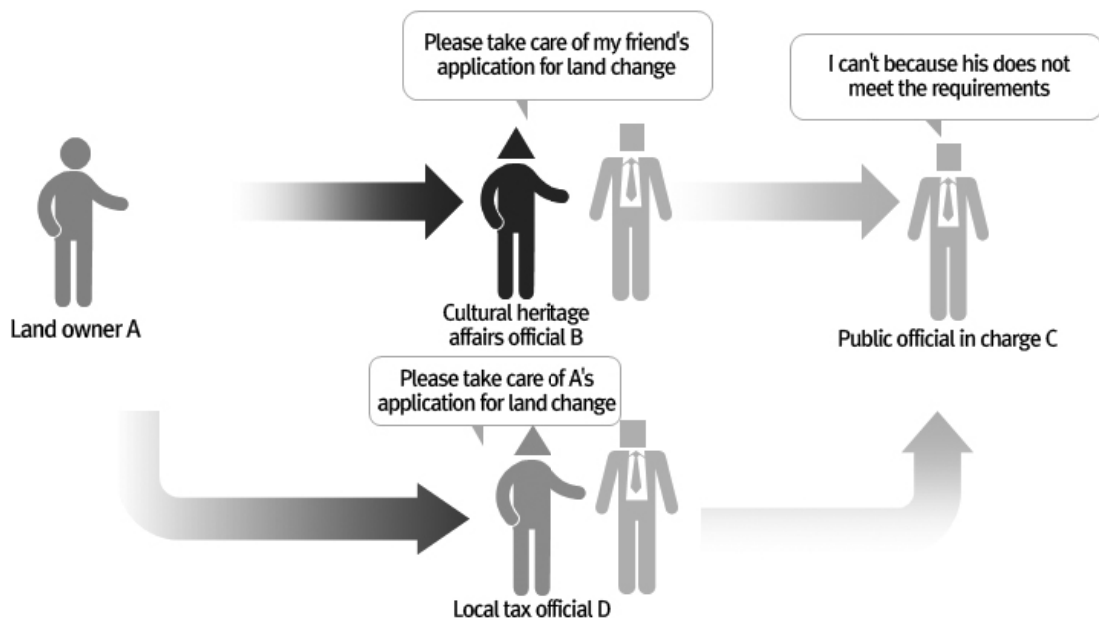 Please take care of my friend's
application for land change
I can't because his does not
meet the requirements
Land owner A
Cultural heritage
affairs official B
Public official in charge C
Please take care of A's
application for land change
Local tax official D